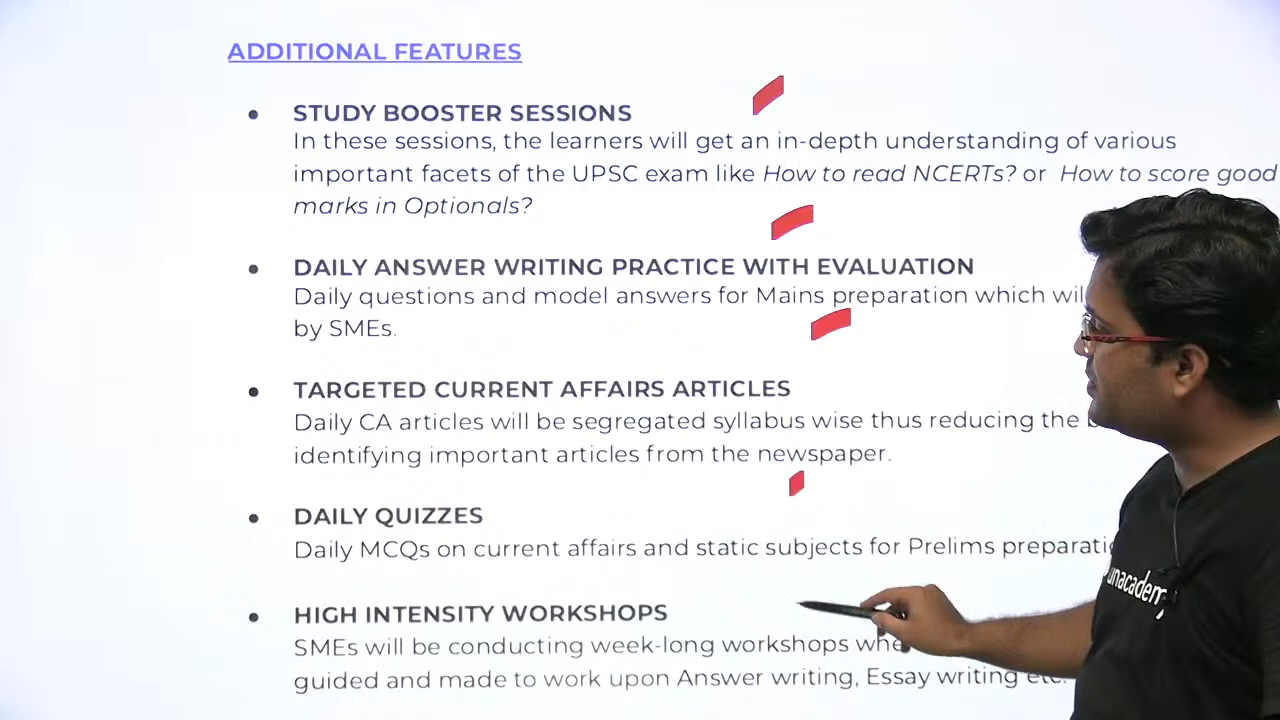 ADDITIONAL FEATURES
STUDY BOOSTER SESSIONS
In these sessions, the learners will get an in-depth understanding of various
important facets of the UPSC exam like How to read NCERTs? or How to score good
marks in Optionals?
DAILY ANSWER WRITING PRACTICE WITH EVALUATION
Daily questions and model answers for Mains preparation which
by SMEs.
TARGETED CURRENT AFFAIRS ARTICLES
Daily CA articles will be segregated syllabus wise thus reducing the
identifying important articles from the newspaper.
DAILY QUIZZES
Daily MCQs on current affairs and static subjects for Prelims
HIGH INTENSITY WORKSHOPS
SMEs will be conducting week-long workshops
guided and made to work upon Answer writing, Essay writing etc.